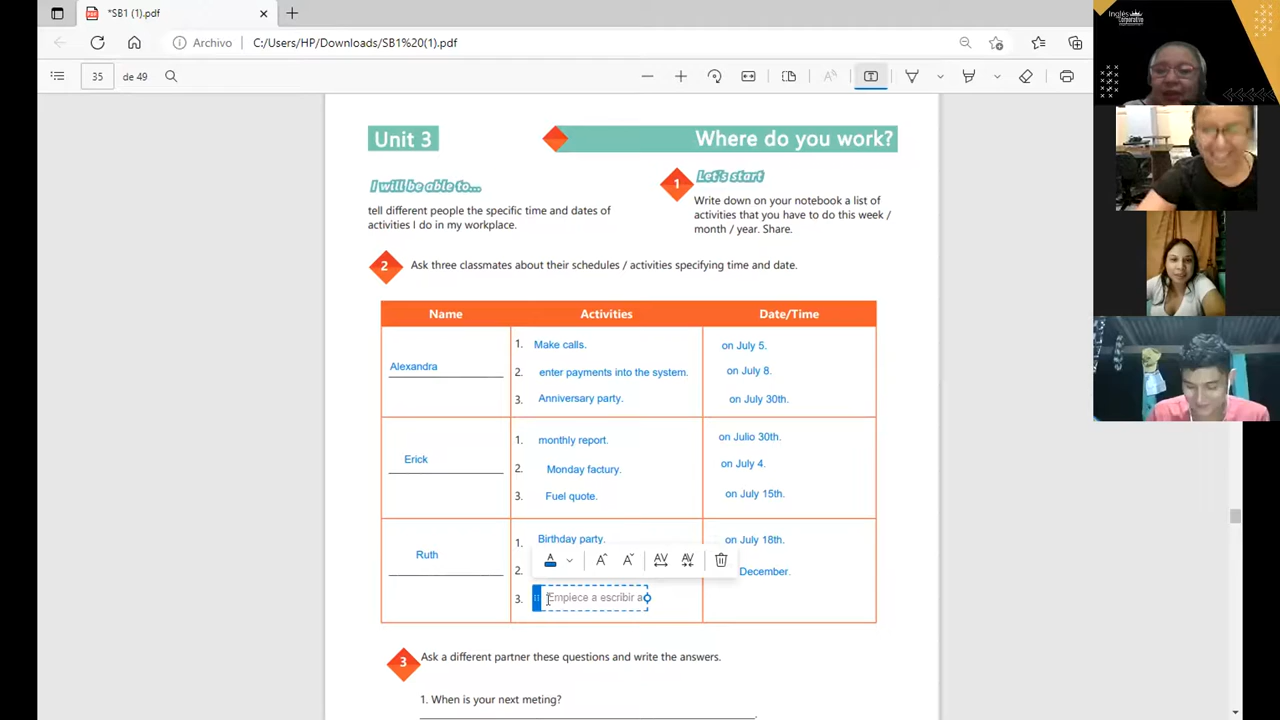 *SB1 (1).pdf
Archivo
C:/Users/HP/Downloads/SB1%20(1).pdf
35
de 49
Inglés
Corporativo
Unit 3
Where do you work?
I will be able to...
tell different people the specific time and dates of
activities I do in my workplace.
1
Let's start
Write down on your notebook a list of
activities that you have to do this week /
month / year. Share.
2
Ask three classmates about their schedules / activities specifying time and date.
Name
Activities
Date/Time
Alexandra
1. Make calls.
on July 5.
2. enter payments into the system.
on July 8.
3. Anniversary party.
on July 30th.
Erick
1. monthly report.
on Julio 30th.
2. Monday factury.
on July 4.
3. Fuel quote.
on July 15th.
Ruth
1. Birthday party.
on July 18th.
2.
December.
3. Empiece a escribir a
3
Ask a different partner these questions and write the answers.
1. When is your next meting?